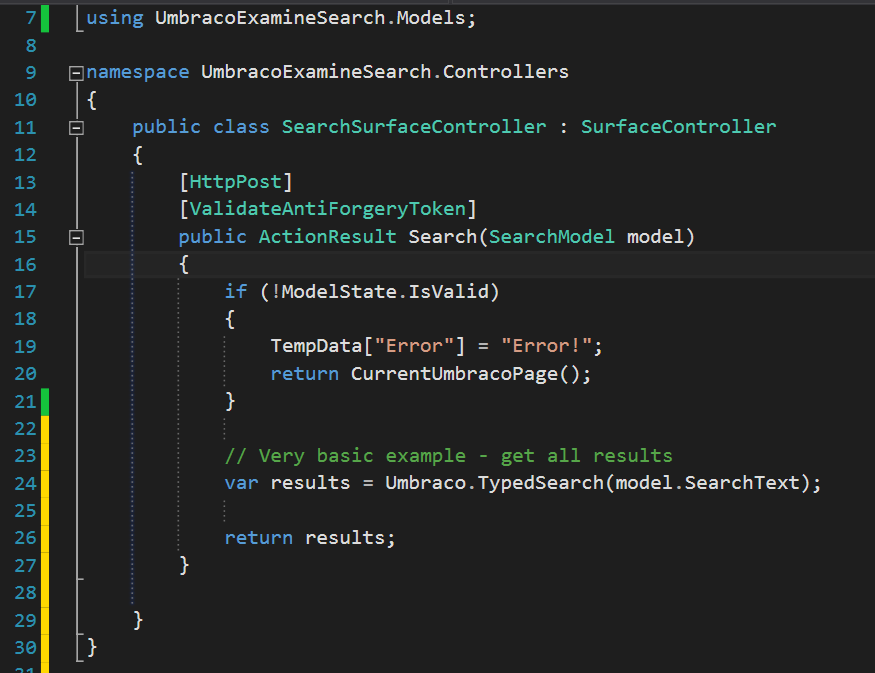 7 using UmbracoExamineSearch.Models;
8
9 namespace UmbracoExamineSearch.Controllers
10 {
11 public class SearchSurfaceController : SurfaceController
12 {
13 [HttpPost]
14 [ValidateAntiForgeryToken]
15 public ActionResult Search(SearchModel model)
16 {
17 if (!ModelState.IsValid)
18 {
19 TempData["Error"] = "Error!";
20 return CurrentUmbracoPage();
21 }
22
23 // Very basic example - get all results
24 var results = Umbraco.TypedSearch(model.SearchText);
25
26 return results;
27 }
28
29 }
30 }
31